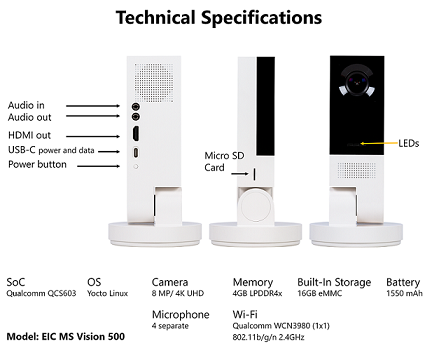 Technical Specifications
Audio in
Audio out
HDMI out
USB-C power and data
Power button
Micro SD
Card
LEDs
SoC
Qualcomm QCS603
OS
Yocto Linux
Camera
8 MP/ 4K UHD
Memory
4GB LPDDR4x
Built-In Storage
16GB eMMC
Battery
1550 mAh
Microphone
4 separate
Wi-Fi
Qualcomm WCN3980 (1x1)
802.11b/g/n 2.4GHz
Model: EIC MS Vision 500